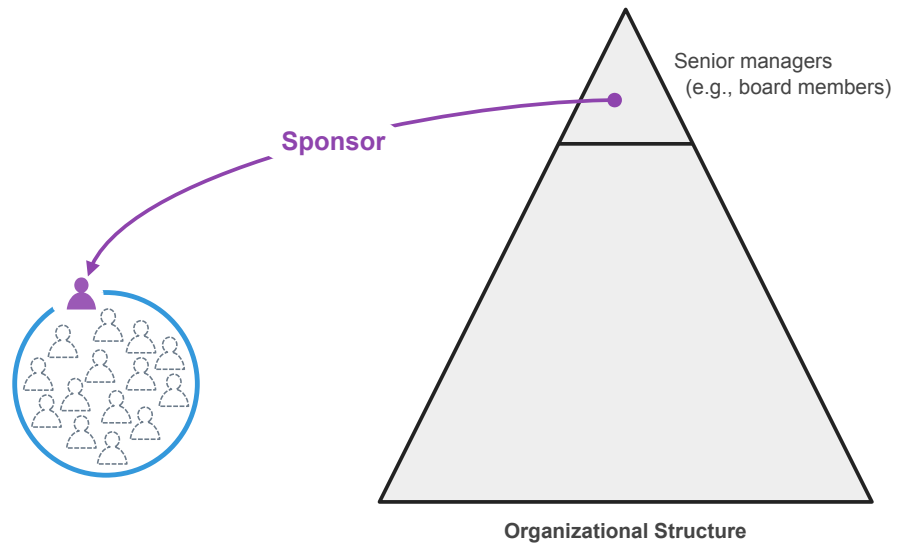 Senior managers
(e.g., board members)
Sponsor
Organizational Structure